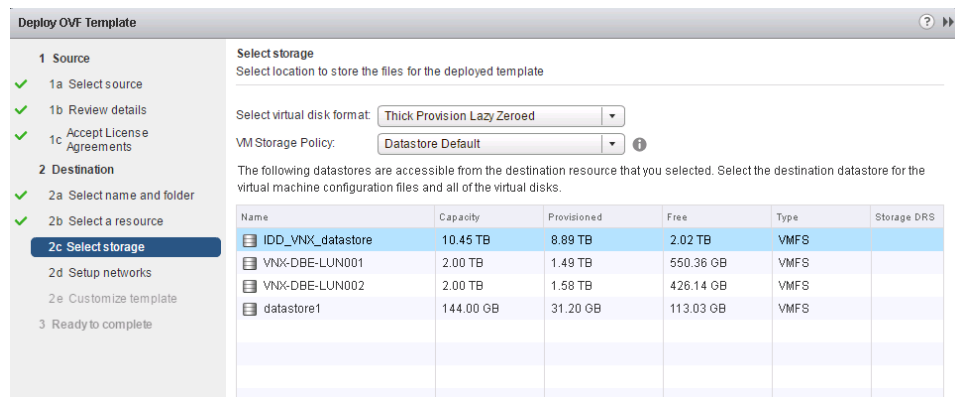 Deploy OVF Template
1 Source
1a Select source
1b Review details
1c Accept License
Agreements
2 Destination
2a Select name and folder
2b Select a resource
2c Select storage
2d Setup networks
2e Customize template
3 Ready to complete
Select storage
Select location to store the files for the deployed template
Select virtual disk format: Thick Provision Lazy Zeroed
VM Storage Policy: Datastore Default
The following datastores are accessible from the destination resource that you selected. Select the destination datastore for the
virtual machine configuration files and all of the virtual disks.
Name Capacity Provisioned Free Type Storage DRS
IDD_VNX_datastore 10.45 TB 8.89 TB 2.02 TB VMFS
VNX-DBE-LUN001 2.00 TB 1.49 TB 550.36 GB VMFS
VNX-DBE-LUN002 2.00 TB 1.58 TB 426.14 GB VMFS
datastore1 144.00 GB 31.20 GB 113.03 GB VMFS